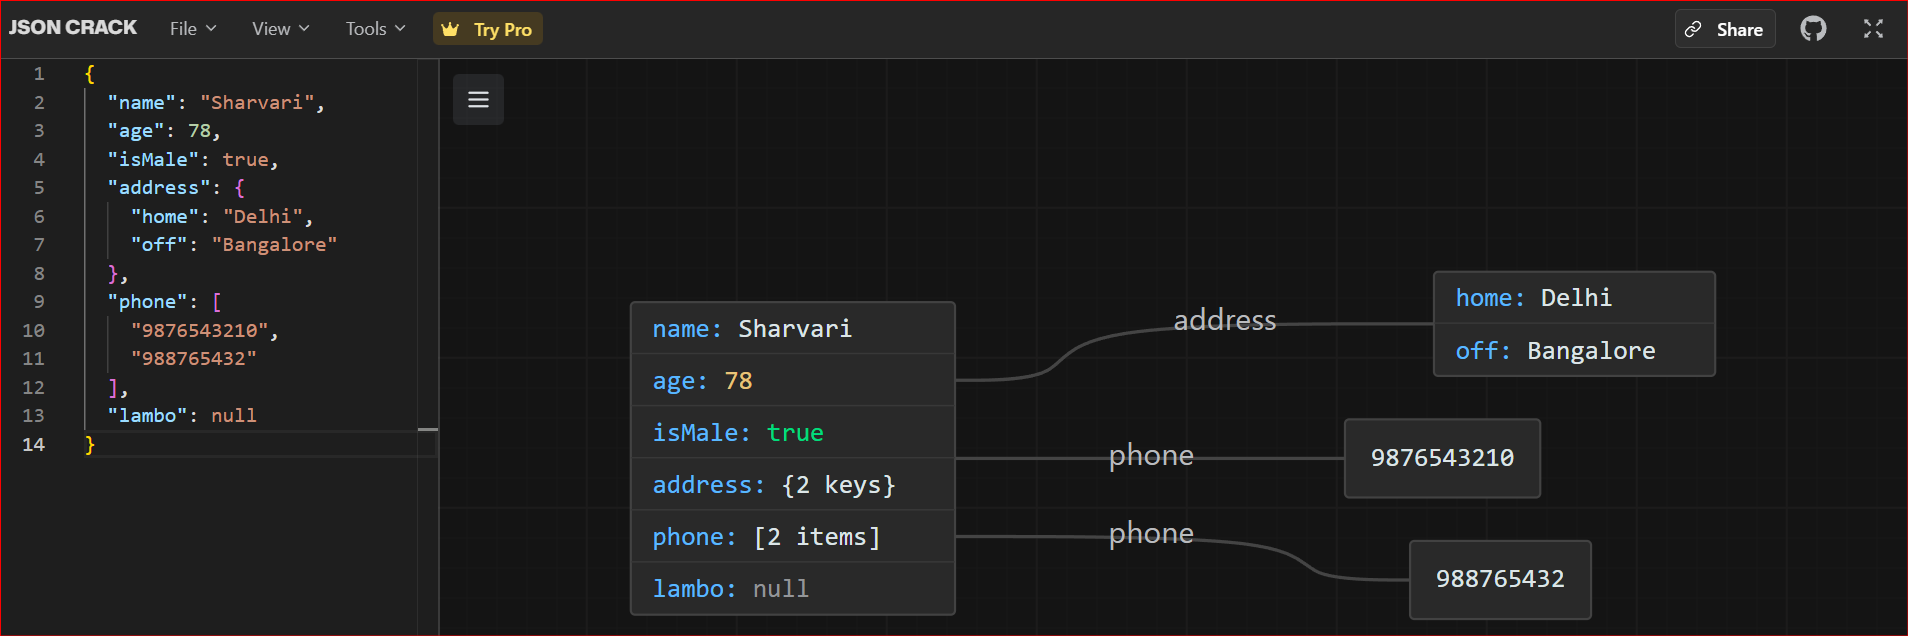 JSON CRACK File View Tools Try Pro Share
1 {
2 "name": "Sharvari",
3 "age": 78,
4 "isMale": true,
5 "address": {
6 "home": "Delhi",
7 "off": "Bangalore"
8 },
9 "phone": [
10 "9876543210",
11 "988765432"
12 ],
13 "lambo": null
14 }
name: Sharvari
age: 78
isMale: true
address: {2 keys}
phone: [2 items]
lambo: null
address
phone
phone
home: Delhi
off: Bangalore
9876543210
988765432